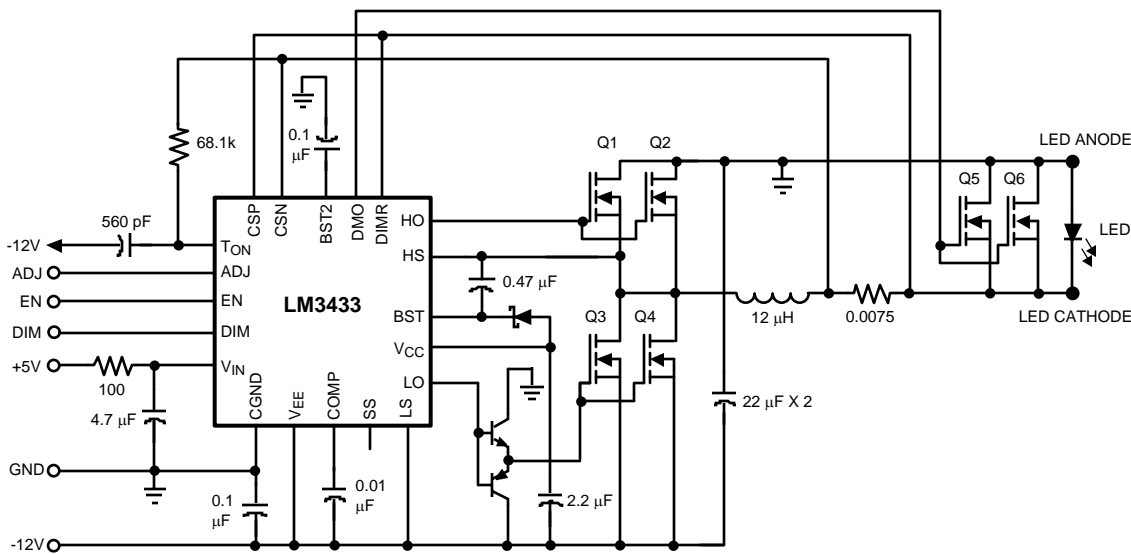 68.1k
0.1
µF
Q1
Q2
LED ANODE
Q5
Q6
CSP
CSN
BST2
DMO
DIMR
560 pF
HO
-12V
TON
HS
LED
ADJ
ADJ
0.47 µF
EN
EN
LM3433
12 µH
0.0075
LED CATHODE
BST
Q3
Q4
DIM
DIM
VCC
+5V
VIN
100
LO
22 µF X 2
4.7 µF
CGND
VEE
COMP
SS
LS
GND
0.1
µF
0.01
µF
2.2 µF
-12V